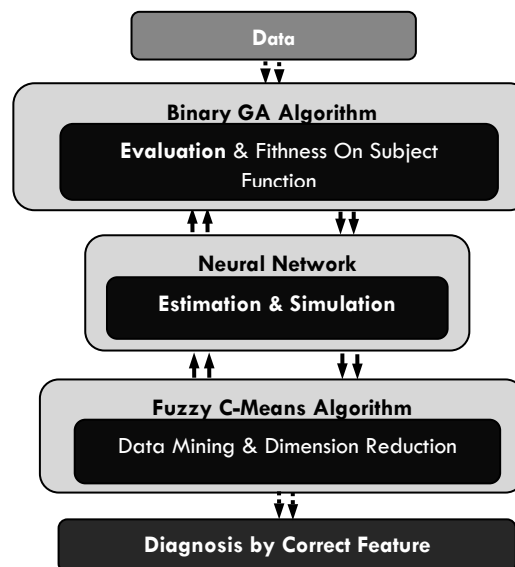 Data
Binary GA Algorithm
Evaluation & Fithness On Subject
Function
Neural Network
Estimation & Simulation
Fuzzy C-Means Algorithm
Data Mining & Dimension Reduction
Diagnosis by Correct Feature